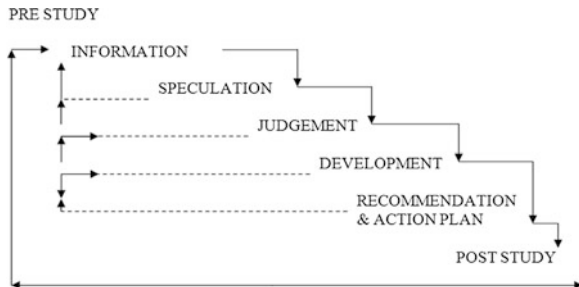 PRE STUDY
INFORMATION
SPECULATION
JUDGEMENT
DEVELOPMENT
RECOMMENDATION
& ACTION PLAN
POST STUDY